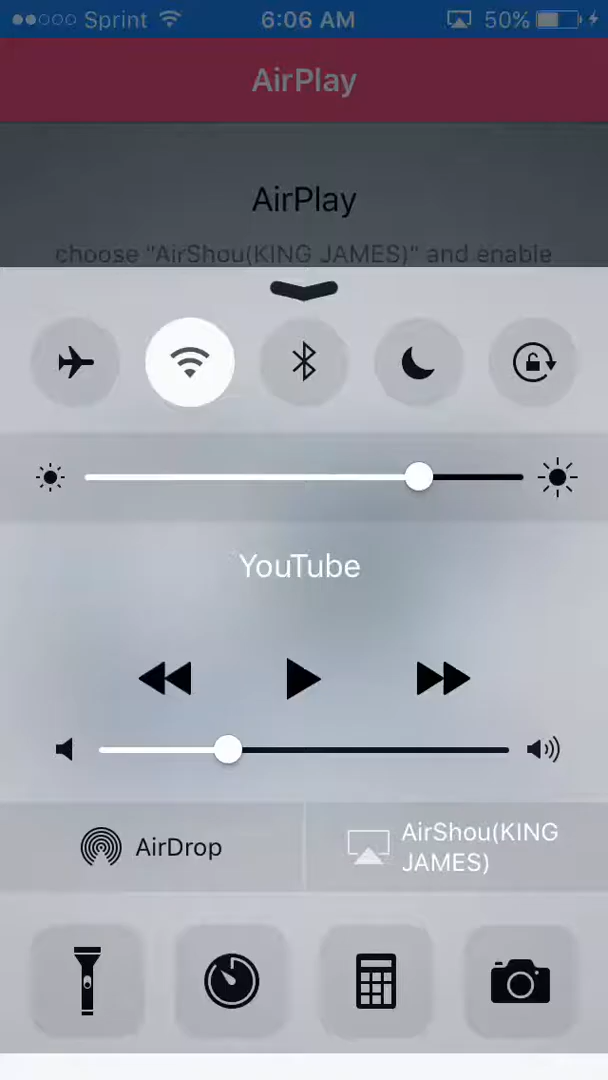 Sprint 6:06 AM 50%
AirPlay
AirPlay
choose "AirShou(KING JAMES)" and enable
YouTube
AirDrop
AirShou(KING
JAMES)